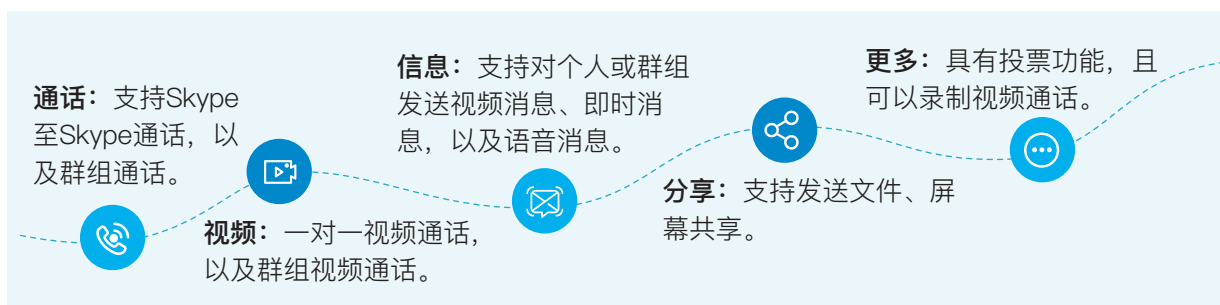 通话：支持Skype
至Skype通话，以
及群组通话。
视频：一对一视频通话，
以及群组视频通话。
信息：支持对个人或群组
发送视频消息、即时消
息，以及语音消息。
分享：支持发送文件、屏
幕共享。
更多：具有投票功能，且
可以录制视频通话。